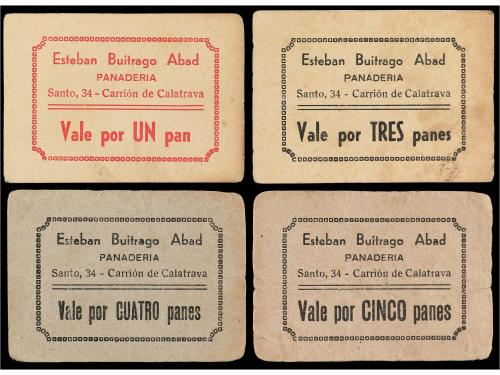 Esteban Buitrago Abad
PANADERIA
Santo, 34 - Carrión de Calatrava
Vale por UN pan
Esteban Buitrago Abad
PANADERIA
Santo, 34 - Carrión de Calatrava
Vale por TRES panes
Esteban Buitrago Abad
PANADERIA
Santo, 34 - Carrión de Calatrava
Vale por CUATRO panes
Esteban Buitrago Abad
PANADERIA
Santo, 34 - Carrión de Calatrava
Vale por CINCO panes